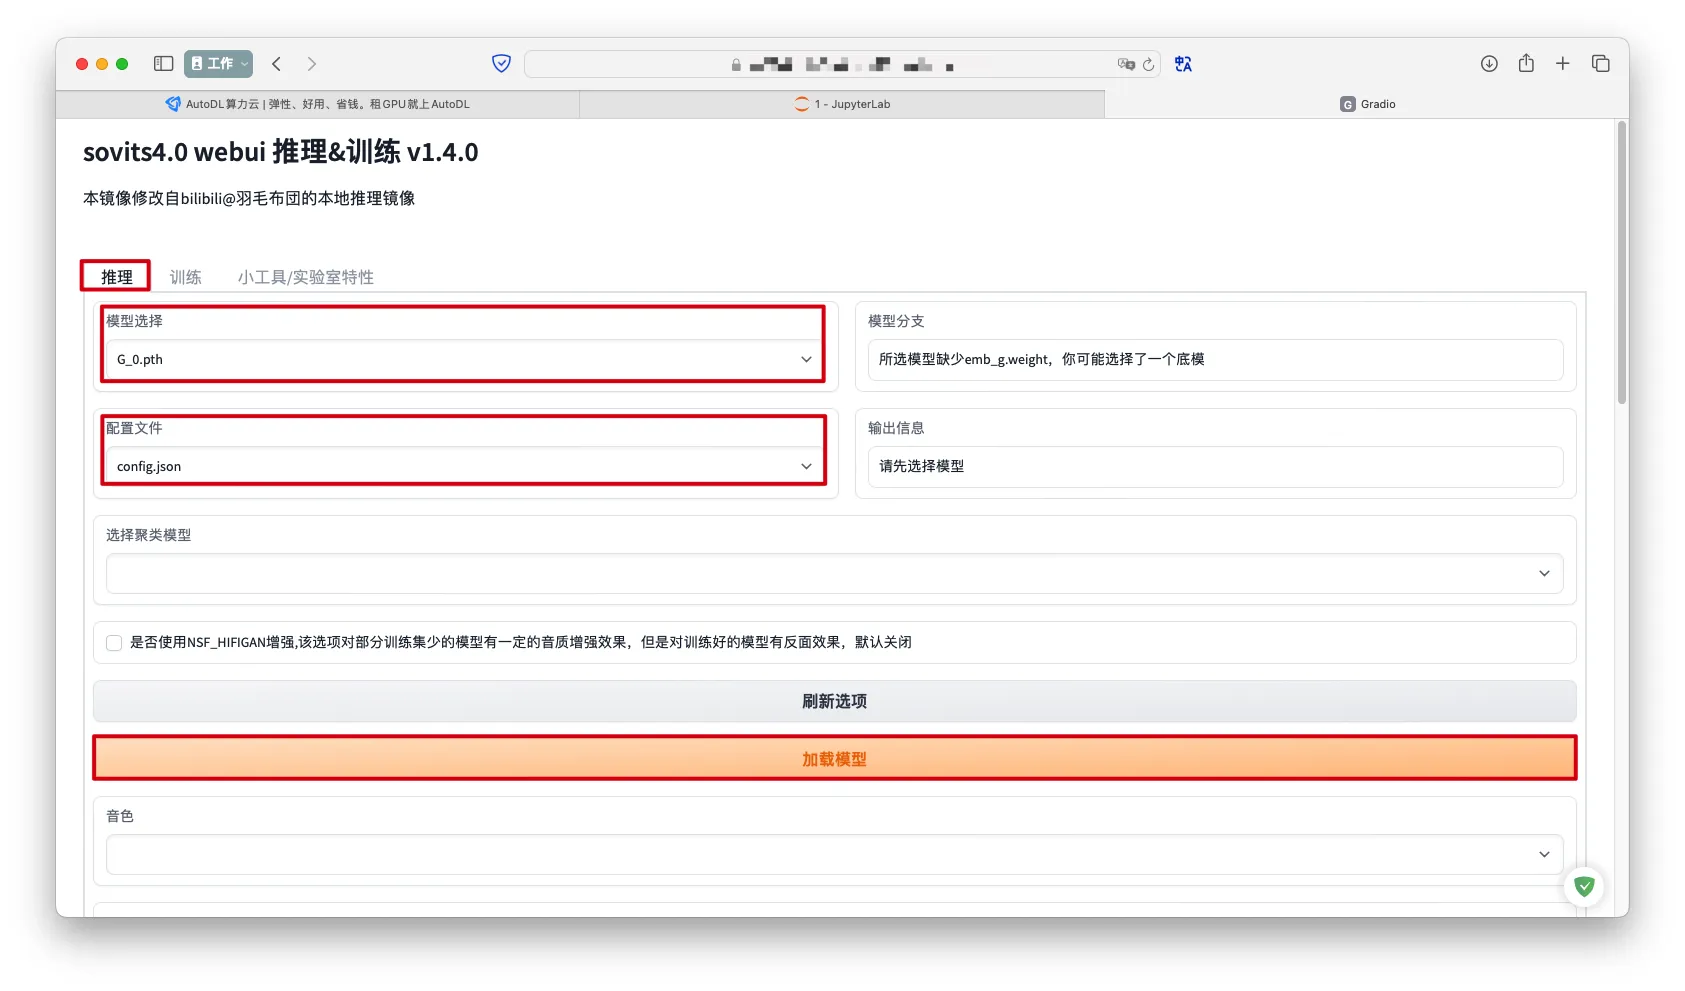 工作
AutoDL算力云 | 弹性、好用、省钱。租GPU就上AutoDL
1 - JupyterLab
G Gradio
sovits4.0 webui 推理&训练 v1.4.0
本镜像修改自bilibili@羽毛布团的本地推理镜像
推理 训练 小工具/实验室特性
模型选择
G_0.pth
模型分支
所选模型缺少emb_g.weight，你可能选择了一个底模
配置文件
config.json
输出信息
请先选择模型
选择聚类模型
是否使用NSF_HIFIGAN增强,该选项对部分训练集少的模型有一定的音质增强效果，但是对训练好的模型有反面效果，默认关闭
刷新选项
加载模型
音色